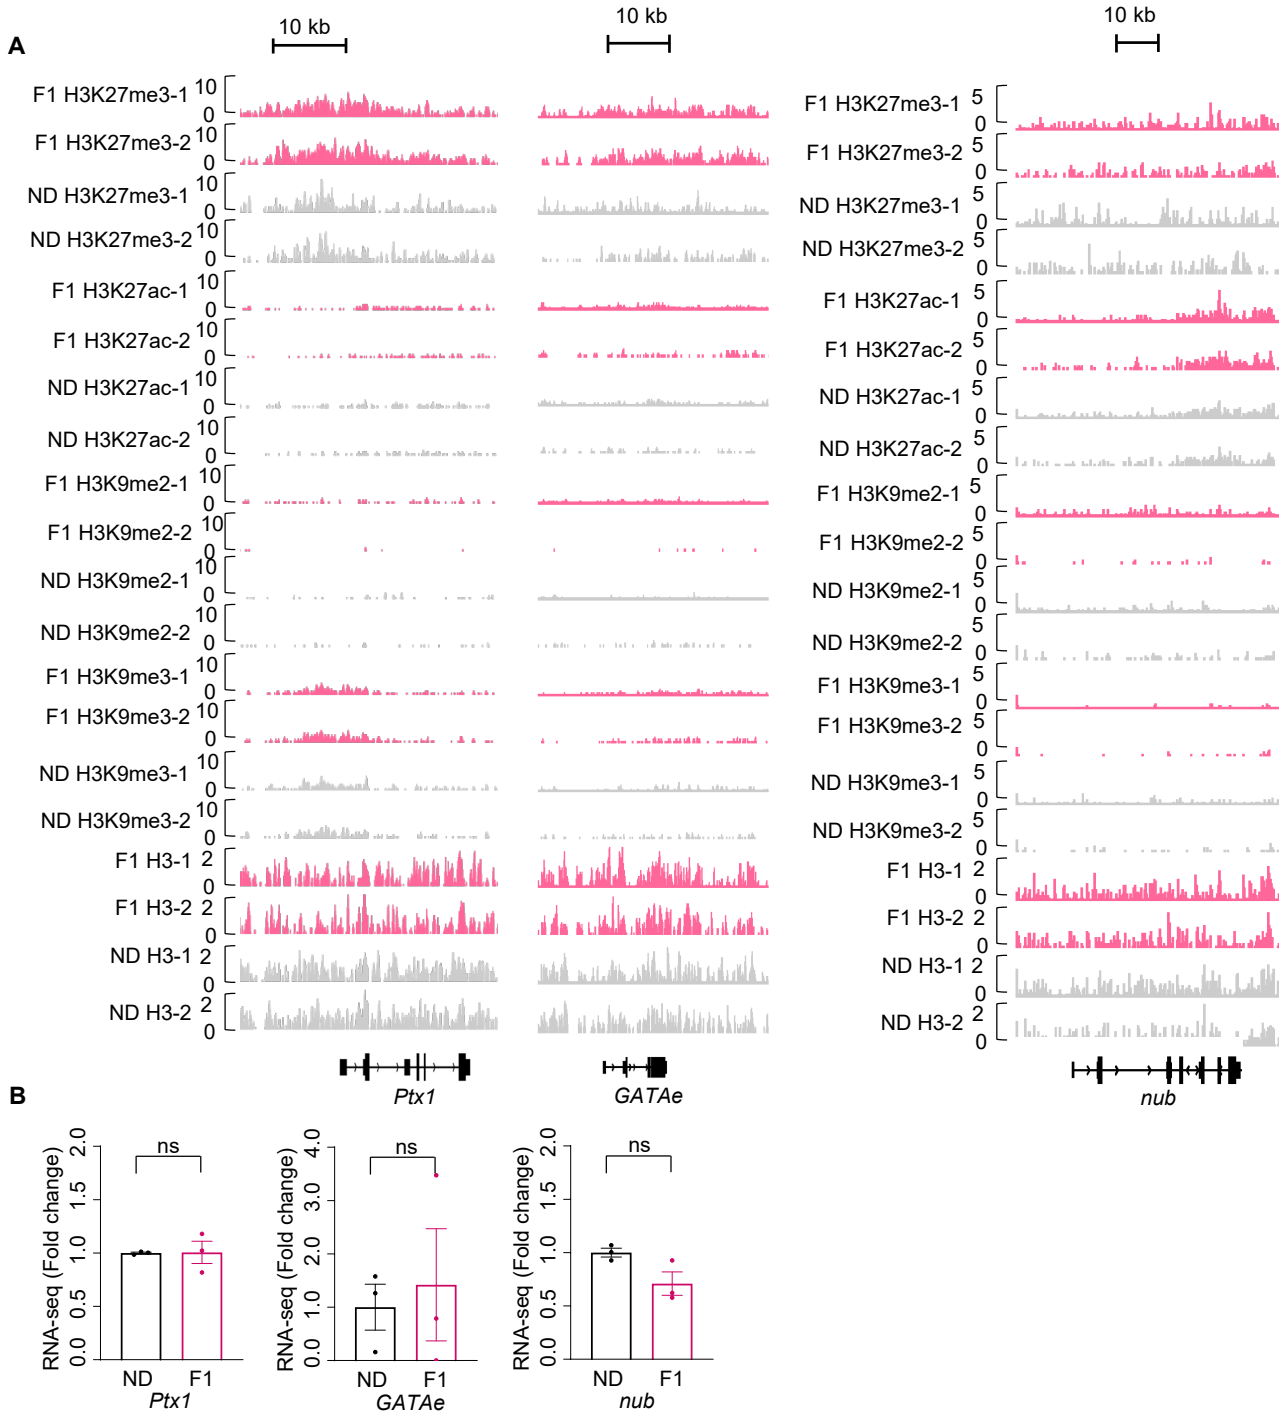 A
10 kb
10 kb
10 kb
F1 H3K27me3-1 10 0
F1 H3K27me3-2 10 0
ND H3K27me3-1 10 0
ND H3K27me3-2 10 0
F1 H3K27ac-1 10 0
F1 H3K27ac-2 10 0
ND H3K27ac-1 10 0
ND H3K27ac-2 10 0
F1 H3K9me2-1 10 0
F1 H3K9me2-2 10 0
ND H3K9me2-1 10 0
ND H3K9me2-2 10 0
F1 H3K9me3-1 10 0
F1 H3K9me3-2 10 0
ND H3K9me3-1 10 0
ND H3K9me3-2 10 0
F1 H3-1 2 0
F1 H3-2 2 0
ND H3-1 2 0
ND H3-2 2 0
Ptx1
GATAe
F1 H3K27me3-1 5 0
F1 H3K27me3-2 5 0
ND H3K27me3-1 5 0
ND H3K27me3-2 5 0
F1 H3K27ac-1 5 0
F1 H3K27ac-2 5 0
ND H3K27ac-1 5 0
ND H3K27ac-2 5 0
F1 H3K9me2-1 5 0
F1 H3K9me2-2 5 0
ND H3K9me2-1 5 0
ND H3K9me2-2 5 0
F1 H3K9me3-1 5 0
F1 H3K9me3-2 5 0
ND H3K9me3-1 5 0
ND H3K9me3-2 5 0
F1 H3-1 2 0
F1 H3-2 2 0
ND H3-1 2 0
ND H3-2 2 0
nub
B
RNA-seq (Fold change)
0.0 0.5 1.0 1.5 2.0
ns
ND F1
Ptx1
RNA-seq (Fold change)
0.0 1.0 2.0 3.0 4.0
ns
ND F1
GATAe
RNA-seq (Fold change)
0.0 0.5 1.0 1.5 2.0
ns
ND F1
nub